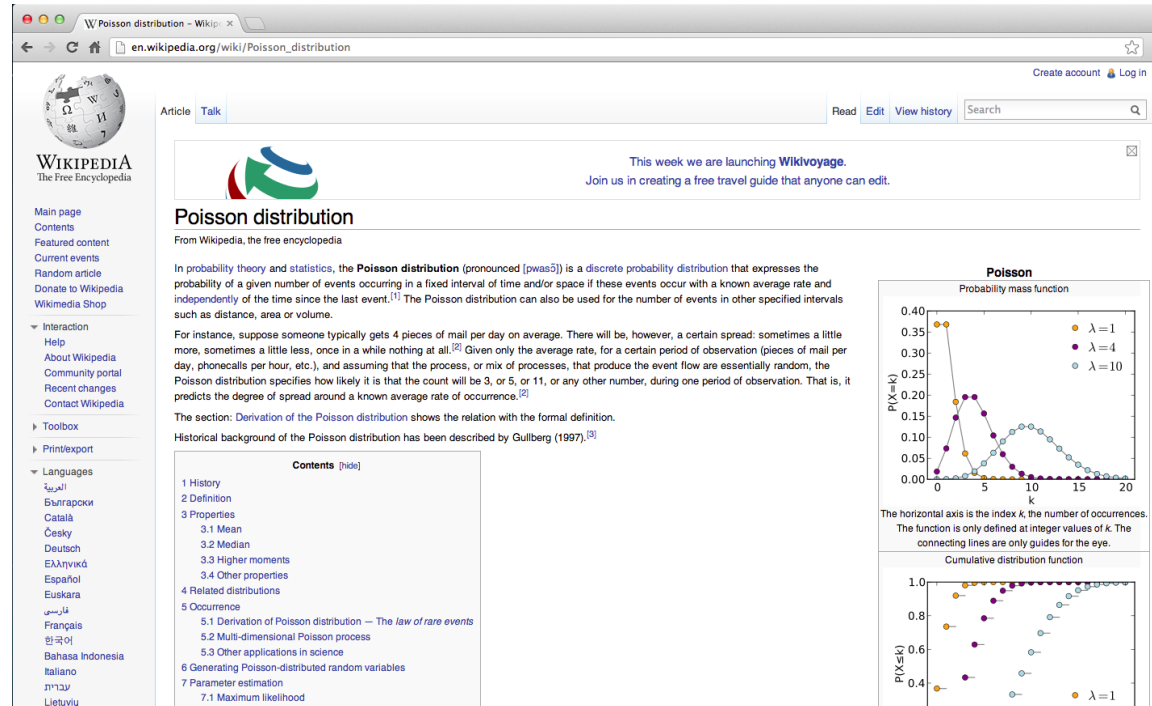 Poisson distribution – Wikip
en.wikipedia.org/wiki/Poisson_distribution
Create account Log in
Article Talk Read Edit View history Search
WIKIPEDIA
The Free Encyclopedia
This week we are launching Wikivoyage.
Join us in creating a free travel guide that anyone can edit.
Main page
Contents
Featured content
Current events
Random article
Donate to Wikipedia
Wikimedia Shop
Interaction
Help
About Wikipedia
Community portal
Recent changes
Contact Wikipedia
Toolbox
Print/export
Languages
العربية
Български
Català
Česky
Deutsch
Ελληνικά
Español
Euskara
فارسی
Français
한국어
Bahasa Indonesia
Italiano
עברית
Lietuvių
Poisson distribution
From Wikipedia, the free encyclopedia
In probability theory and statistics, the Poisson distribution (pronounced [pwasɔ̃]) is a discrete probability distribution that expresses the
probability of a given number of events occurring in a fixed interval of time and/or space if these events occur with a known average rate and
independently of the time since the last event.[1] The Poisson distribution can also be used for the number of events in other specified intervals
such as distance, area or volume.
For instance, suppose someone typically gets 4 pieces of mail per day on average. There will be, however, a certain spread: sometimes a little
more, sometimes a little less, once in a while nothing at all.[2] Given only the average rate, for a certain period of observation (pieces of mail per
day, phonecalls per hour, etc.), and assuming that the process, or mix of processes, that produce the event flow are essentially random, the
Poisson distribution specifies how likely it is that the count will be 3, or 5, or 11, or any other number, during one period of observation. That is, it
predicts the degree of spread around a known average rate of occurrence.[2]
The section: Derivation of the Poisson distribution shows the relation with the formal definition.
Historical background of the Poisson distribution has been described by Gullberg (1997).[3]
Contents [hide]
1 History
2 Definition
3 Properties
3.1 Mean
3.2 Median
3.3 Higher moments
3.4 Other properties
4 Related distributions
5 Occurrence
5.1 Derivation of Poisson distribution — The law of rare events
5.2 Multi-dimensional Poisson process
5.3 Other applications in science
6 Generating Poisson-distributed random variables
7 Parameter estimation
7.1 Maximum likelihood
Poisson
Probability mass function
0.40
0.35
0.30
0.25
0.20
0.15
0.10
0.05
0.00
P(X=k)
λ=1
λ=4
λ=10
0 5 10 15 20
k
The horizontal axis is the index k, the number of occurrences.
The function is only defined at integer values of k. The
connecting lines are only guides for the eye.
Cumulative distribution function
1.0
0.8
0.6
0.4
P(X≤k)
λ=1